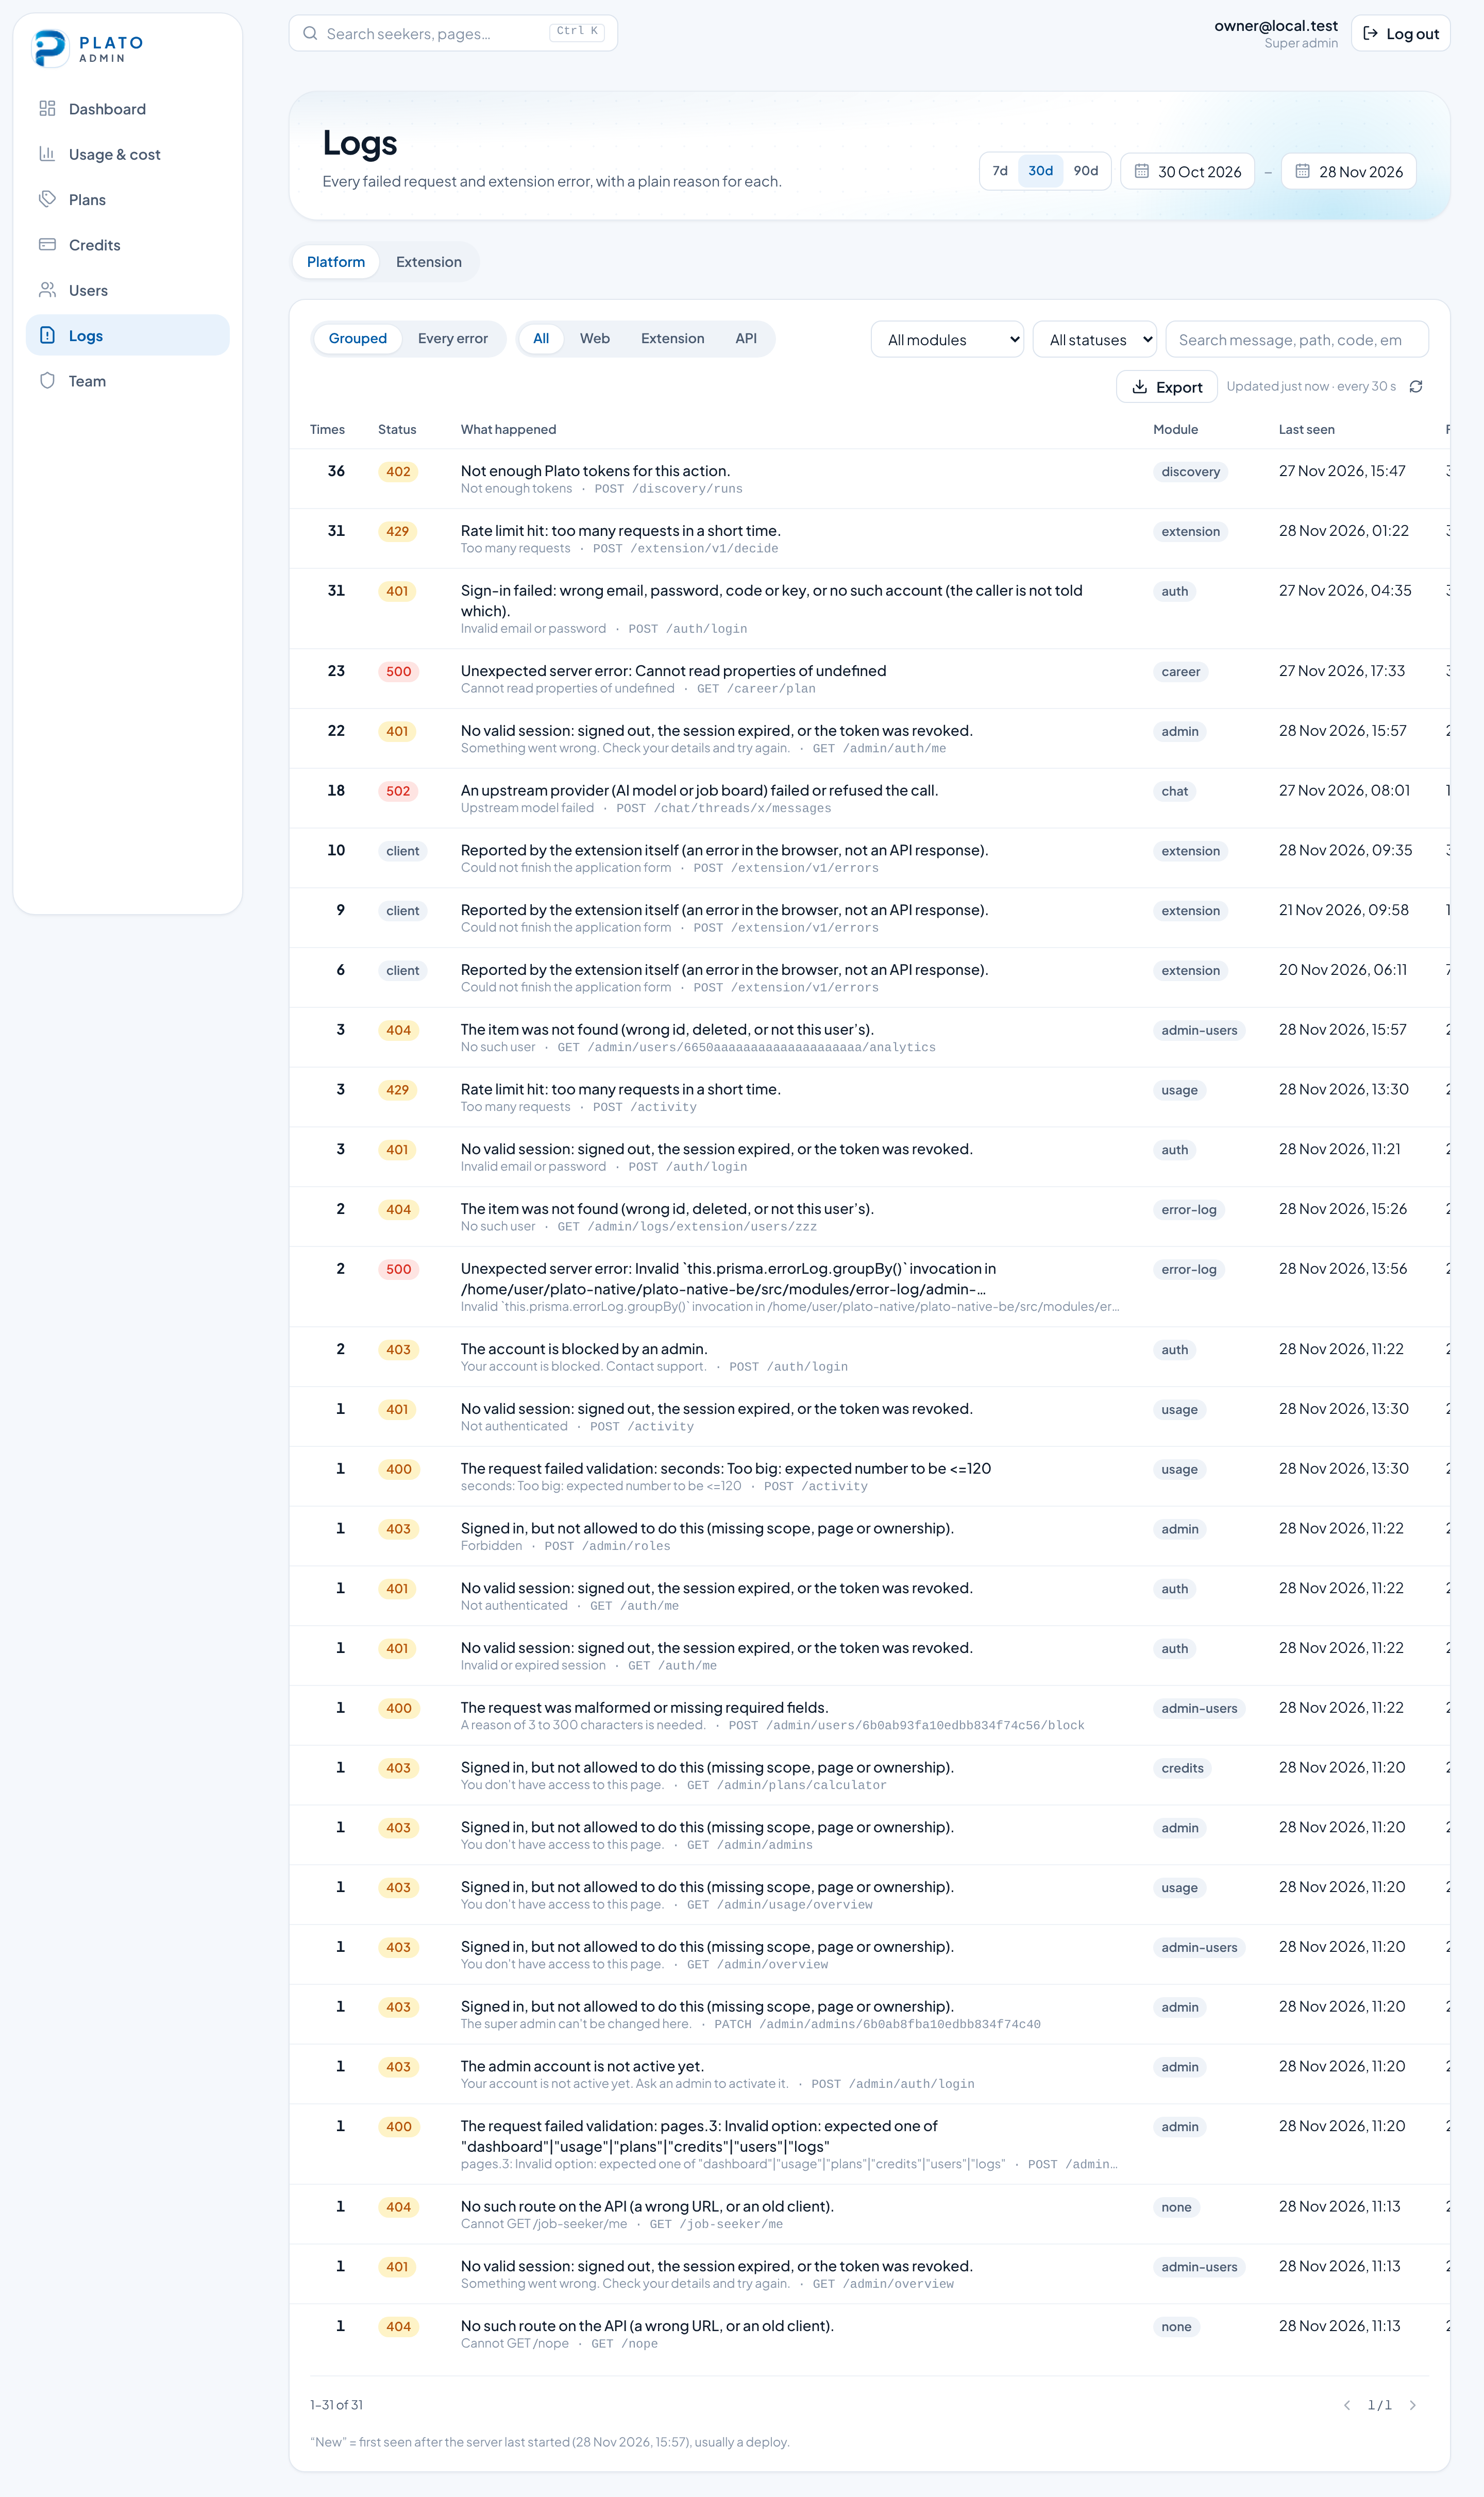 PLATO
ADMIN
Dashboard
Usage & cost
Plans
Credits
Users
Logs
Team
Search seekers, pages...
Ctrl K
owner@local.test
Super admin
Log out
Logs
Every failed request and extension error, with a plain reason for each.
7d 30d 90d 30 Oct 2026 – 28 Nov 2026
Platform Extension
Grouped Every error All Web Extension API All modules All statuses Search message, path, code, em
Export Updated just now · every 30 s
Times Status What happened Module Last seen
36 402 Not enough Plato tokens for this action. discovery 27 Nov 2026, 15:47
Not enough tokens · POST /discovery/runs
31 429 Rate limit hit: too many requests in a short time. extension 28 Nov 2026, 01:22
Too many requests · POST /extension/v1/decide
31 401 Sign-in failed: wrong email, password, code or key, or no such account (the caller is not told auth 27 Nov 2026, 04:35
which).
Invalid email or password · POST /auth/login
23 500 Unexpected server error: Cannot read properties of undefined career 27 Nov 2026, 17:33
Cannot read properties of undefined · GET /career/plan
22 401 No valid session: signed out, the session expired, or the token was revoked. admin 28 Nov 2026, 15:57
Something went wrong. Check your details and try again. · GET /admin/auth/me
18 502 An upstream provider (AI model or job board) failed or refused the call. chat 27 Nov 2026, 08:01
Upstream model failed · POST /chat/threads/x/messages
10 client Reported by the extension itself (an error in the browser, not an API response). extension 28 Nov 2026, 09:35
Could not finish the application form · POST /extension/v1/errors
9 client Reported by the extension itself (an error in the browser, not an API response). extension 21 Nov 2026, 09:58
Could not finish the application form · POST /extension/v1/errors
6 client Reported by the extension itself (an error in the browser, not an API response). extension 20 Nov 2026, 06:11
Could not finish the application form · POST /extension/v1/errors
3 404 The item was not found (wrong id, deleted, or not this user's). admin-users 28 Nov 2026, 15:57
No such user · GET /admin/users/6650aaaaaaaaaaaaaaaaaaaa/analytics
3 429 Rate limit hit: too many requests in a short time. usage 28 Nov 2026, 13:30
Too many requests · POST /activity
3 401 No valid session: signed out, the session expired, or the token was revoked. auth 28 Nov 2026, 11:21
Invalid email or password · POST /auth/login
2 404 The item was not found (wrong id, deleted, or not this user's). error-log 28 Nov 2026, 15:26
No such user · GET /admin/logs/extension/users/zzz
2 500 Unexpected server error: Invalid `this.prisma.errorLog.groupBy()` invocation in error-log 28 Nov 2026, 13:56
/home/user/plato-native/plato-native-be/src/modules/error-log/admin-...
Invalid `this.prisma.errorLog.groupBy()` invocation in /home/user/plato-native/plato-native-be/src/modules/er...
2 403 The account is blocked by an admin. auth 28 Nov 2026, 11:22
Your account is blocked. Contact support. · POST /auth/login
1 401 No valid session: signed out, the session expired, or the token was revoked. usage 28 Nov 2026, 13:30
Not authenticated · POST /activity
1 400 The request failed validation: seconds: Too big: expected number to be <=120 usage 28 Nov 2026, 13:30
seconds: Too big: expected number to be <=120 · POST /activity
1 403 Signed in, but not allowed to do this (missing scope, page or ownership). admin 28 Nov 2026, 11:22
Forbidden · POST /admin/roles
1 401 No valid session: signed out, the session expired, or the token was revoked. auth 28 Nov 2026, 11:22
Not authenticated · GET /auth/me
1 401 No valid session: signed out, the session expired, or the token was revoked. auth 28 Nov 2026, 11:22
Invalid or expired session · GET /auth/me
1 400 The request was malformed or missing required fields. admin-users 28 Nov 2026, 11:22
A reason of 3 to 300 characters is needed. · POST /admin/users/6b0ab93fa10edbb834f74c56/block
1 403 Signed in, but not allowed to do this (missing scope, page or ownership). credits 28 Nov 2026, 11:20
You don't have access to this page. · GET /admin/plans/calculator
1 403 Signed in, but not allowed to do this (missing scope, page or ownership). admin 28 Nov 2026, 11:20
You don't have access to this page. · GET /admin/admins
1 403 Signed in, but not allowed to do this (missing scope, page or ownership). usage 28 Nov 2026, 11:20
You don't have access to this page. · GET /admin/usage/overview
1 403 Signed in, but not allowed to do this (missing scope, page or ownership). admin-users 28 Nov 2026, 11:20
You don't have access to this page. · GET /admin/overview
1 403 Signed in, but not allowed to do this (missing scope, page or ownership). admin 28 Nov 2026, 11:20
The super admin can't be changed here. · PATCH /admin/admins/6b0ab8fba10edbb834f74c40
1 403 The admin account is not active yet. admin 28 Nov 2026, 11:20
Your account is not active yet. Ask an admin to activate it. · POST /admin/auth/login
1 400 The request failed validation: pages.3: Invalid option: expected one of admin 28 Nov 2026, 11:20
"dashboard"|"usage"|"plans"|"credits"|"users"|"logs"
pages.3: Invalid option: expected one of "dashboard"|"usage"|"plans"|"credits"|"users"|"logs" · POST /admin...
1 404 No such route on the API (a wrong URL, or an old client). none 28 Nov 2026, 11:13
Cannot GET /job-seeker/me · GET /job-seeker/me
1 401 No valid session: signed out, the session expired, or the token was revoked. admin-users 28 Nov 2026, 11:13
Something went wrong. Check your details and try again. · GET /admin/overview
1 404 No such route on the API (a wrong URL, or an old client). none 28 Nov 2026, 11:13
Cannot GET /nope · GET /nope
1–31 of 31 1/1
“New” = first seen after the server last started (28 Nov 2026, 15:57), usually a deploy.